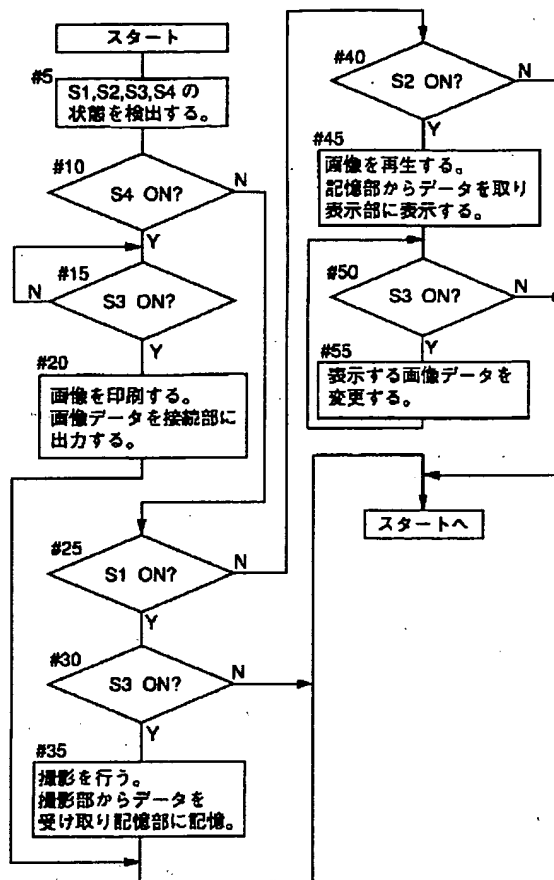 スタート
#5
S1,S2,S3,S4 の
状態を検出する。
#10
S4 ON?
N
Y
#15
N
S3 ON?
Y
#20
画像を印刷する。
画像データを接続部に
出力する。
#25
S1 ON?
N
Y
#30
S3 ON?
N
Y
#35
撮影を行う。
撮影部からデータを
受け取り記憶部に記憶。
#40
S2 ON?
N
Y
#45
画像を再生する。
記憶部からデータを取り
表示部に表示する。
#50
S3 ON?
N
Y
#55
表示する画像データを
変更する。
スタートへ